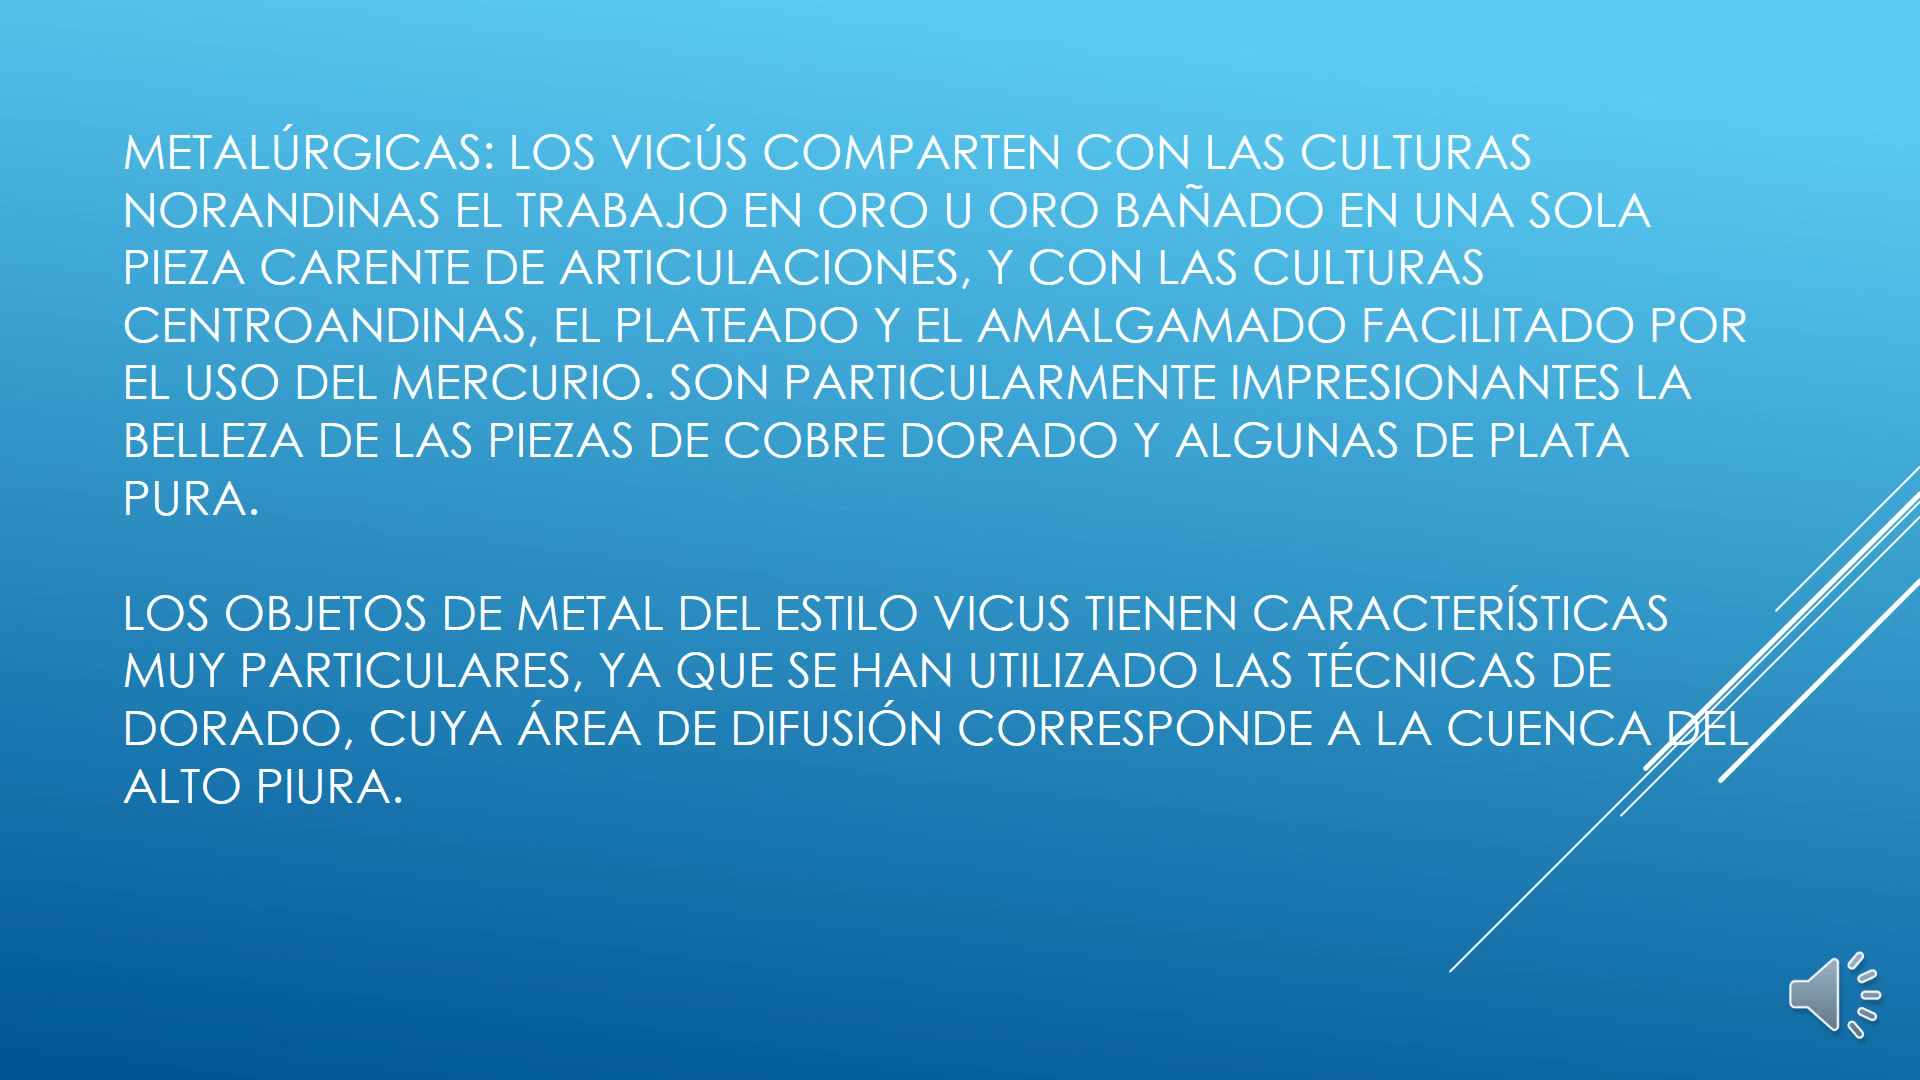 METALÚRGICAS: LOS VICÚS COMPARTEN CON LAS CULTURAS
NORANDINAS EL TRABAJO EN ORO U ORO BAÑADO EN UNA SOLA
PIEZA CARENTE DE ARTICULACIONES, Y CON LAS CULTURAS
CENTROANDINAS, EL PLATEADO Y EL AMALGAMADO FACILITADO POR
EL USO DEL MERCURIO. SON PARTICULARMENTE IMPRESIONANTES LA
BELLEZA DE LAS PIEZAS DE COBRE DORADO Y ALGUNAS DE PLATA
PURA.
LOS OBJETOS DE METAL DEL ESTILO VICUS TIENEN CARACTERÍSTICAS
MUY PARTICULARES, YA QUE SE HAN UTILIZADO LAS TÉCNICAS DE
DORADO, CUYA ÁREA DE DIFUSIÓN CORRESPONDE A LA CUENCA DEL
ALTO PIURA.